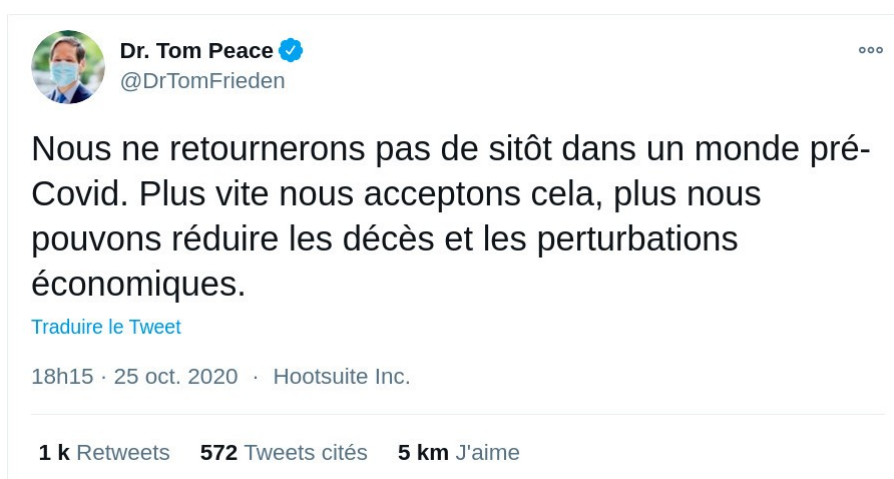 Dr. Tom Peace
@DrTomFrieden
Nous ne retournerons pas de sitôt dans un monde pré-
Covid. Plus vite nous acceptons cela, plus nous
pouvons réduire les décès et les perturbations
économiques.
Traduire le Tweet
18h15 · 25 oct. 2020 · Hootsuite Inc.
1 k Retweets 572 Tweets cités 5 km J'aime